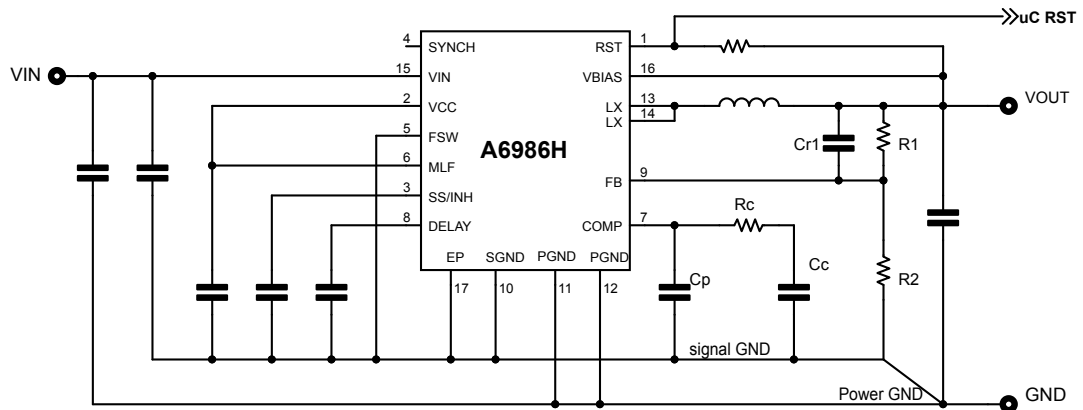 uC RST
4
SYNCH
RST
1
VIN
15
VIN
VBIAS
16
2
VCC
LX
13
VOUT
LX
14
5
FSW
A6986H
Cr1
R1
6
MLF
3
SS/INH
FB
9
8
DELAY
COMP
7
Rc
EP
SGND
PGND
PGND
17
10
11
12
Cp
Cc
R2
signal GND
Power GND
GND